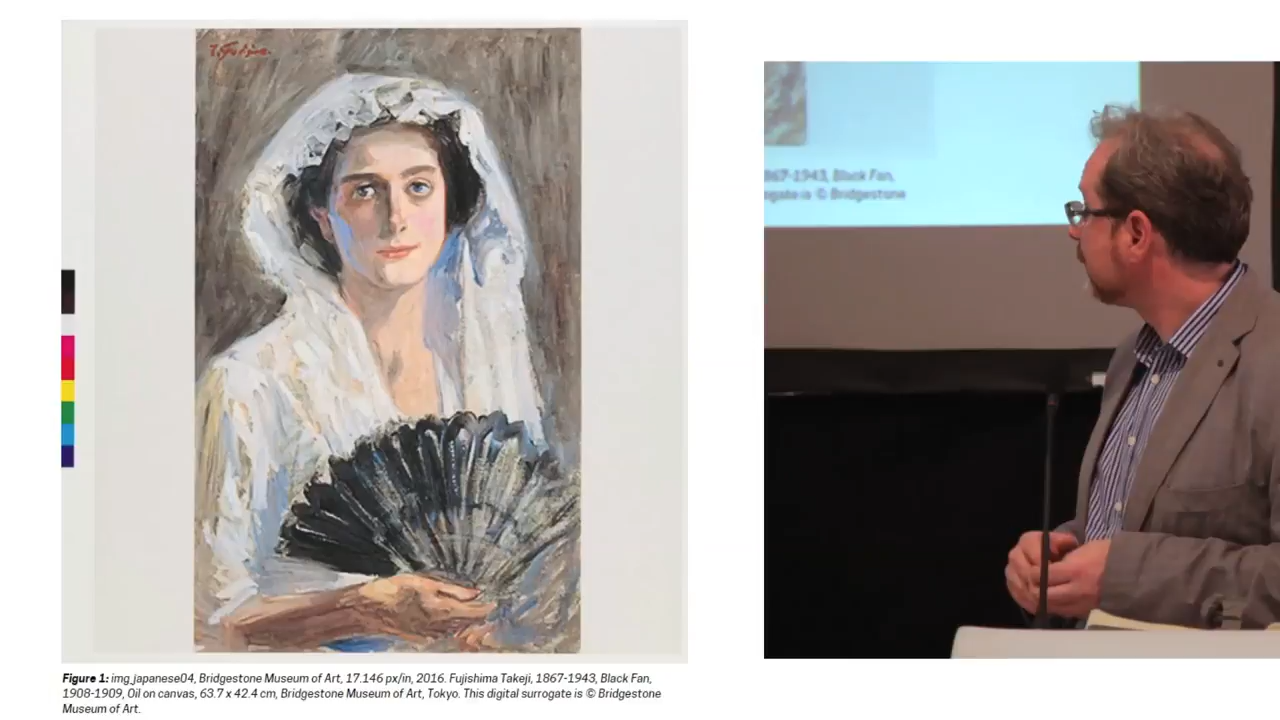 T. Fujima.
Figure 1: img_japanese04, Bridgestone Museum of Art, 17.146 px/in, 2016. Fujishima Takeji, 1867-1943, Black Fan,
1908-1909, Oil on canvas, 63.7 x 42.4 cm, Bridgestone Museum of Art, Tokyo. This digital surrogate is © Bridgestone
Museum of Art.
867-1943, Black Fan,
ogate is © Bridgestone